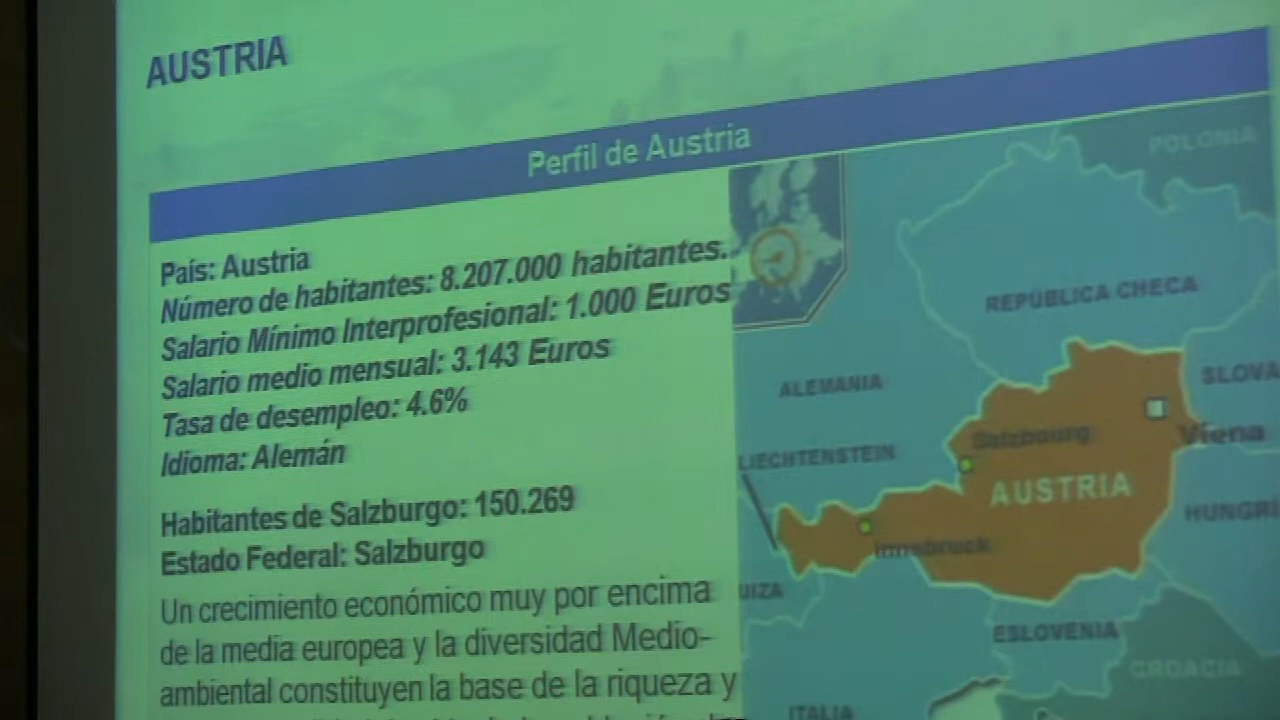 AUSTRIA
Perfil de Austria
País: Austria
Número de habitantes: 8.207.000 habitantes.
Salario Mínimo Interprofesional: 1.000 Euros
Salario medio mensual: 3.143 Euros
Tasa de desempleo: 4.6%
Idioma: Alemán
Habitantes de Salzburgo: 150.269
Estado Federal: Salzburgo
Un crecimiento económico muy por encima
de la media europea y la diversidad Medio-
ambiental constituyen la base de la riqueza y
POLONIA
REPÚBLICA CHECA
ALEMANIA
SLOVA
LIECHTENSTEIN
Salzbourg
Viena
AUSTRIA
HUNGRI
Innsbruck
UIZA
ESLOVENIA
CROACIA
ITALIA